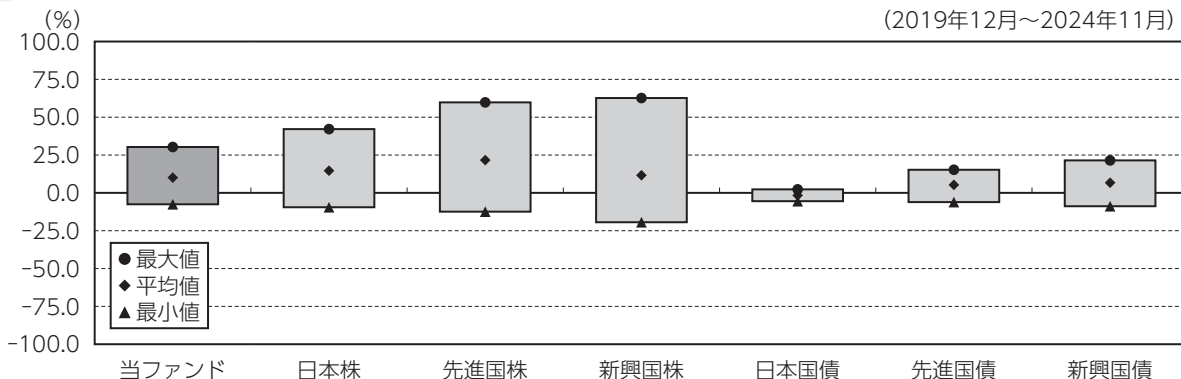 (%)
(2019年12月～2024年11月)
100.0
75.0
50.0
25.0
0.0
-25.0
-50.0
-75.0
-100.0
●最大値
◆平均値
▲最小値
当ファンド 日本株 先進国株 新興国株 日本国債 先進国債 新興国債